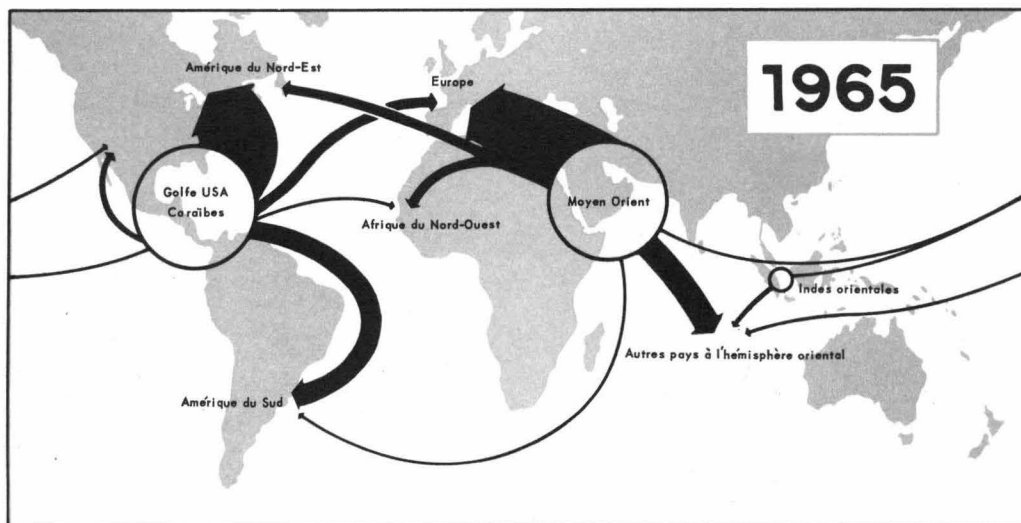 1965
Amérique du Nord-Est
Europe
Golfe USA
Caraïbes
Afrique du Nord-Ouest
Moyen Orient
Indes orientales
Autres pays à l'hémisphère oriental
Amérique du Sud